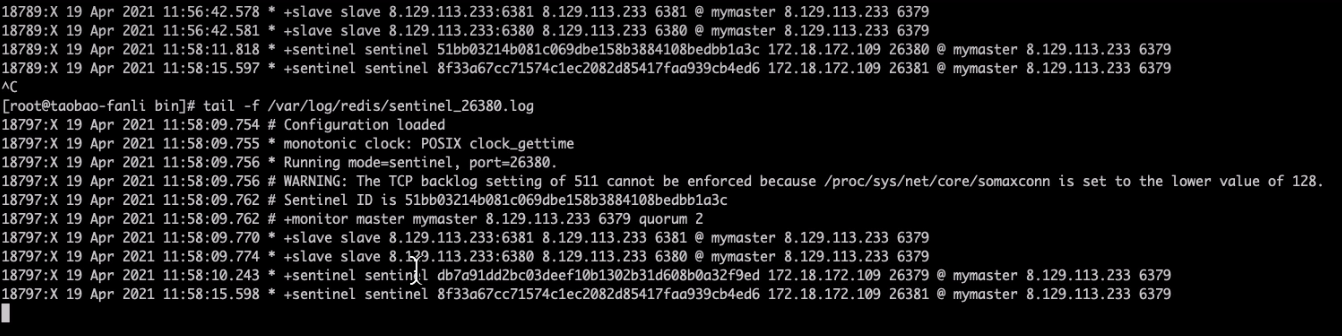 18789:X 19 Apr 2021 11:56:42.578 * +slave slave 8.129.113.233:6381 8.129.113.233 6381 @ mymaster 8.129.113.233 6379
18789:X 19 Apr 2021 11:56:42.581 * +slave slave 8.129.113.233:6380 8.129.113.233 6380 @ mymaster 8.129.113.233 6379
18789:X 19 Apr 2021 11:58:11.818 * +sentinel sentinel 51bb03214b081c069dbe158b3884108bedbb1a3c 172.18.172.109 26380 @ mymaster 8.129.113.233 6379
18789:X 19 Apr 2021 11:58:15.597 * +sentinel sentinel 8f33a67cc71574c1ec2082d85417faa939cb4ed6 172.18.172.109 26381 @ mymaster 8.129.113.233 6379
^C
[root@taobao-fanli bin]# tail -f /var/log/redis/sentinel_26380.log
18797:X 19 Apr 2021 11:58:09.754 # Configuration loaded
18797:X 19 Apr 2021 11:58:09.755 * monotonic clock: POSIX clock_gettime
18797:X 19 Apr 2021 11:58:09.756 * Running mode=sentinel, port=26380.
18797:X 19 Apr 2021 11:58:09.756 # WARNING: The TCP backlog setting of 511 cannot be enforced because /proc/sys/net/core/somaxconn is set to the lower value of 128.
18797:X 19 Apr 2021 11:58:09.762 # Sentinel ID is 51bb03214b081c069dbe158b3884108bedbb1a3c
18797:X 19 Apr 2021 11:58:09.762 # +monitor master mymaster 8.129.113.233 6379 quorum 2
18797:X 19 Apr 2021 11:58:09.770 * +slave slave 8.129.113.233:6381 8.129.113.233 6381 @ mymaster 8.129.113.233 6379
18797:X 19 Apr 2021 11:58:09.774 * +slave slave 8.129.113.233:6380 8.129.113.233 6380 @ mymaster 8.129.113.233 6379
18797:X 19 Apr 2021 11:58:10.243 * +sentinel sentinel db7a91dd2bc03deef10b1302b31d608b0a32f9ed 172.18.172.109 26379 @ mymaster 8.129.113.233 6379
18797:X 19 Apr 2021 11:58:15.598 * +sentinel sentinel 8f33a67cc71574c1ec2082d85417faa939cb4ed6 172.18.172.109 26381 @ mymaster 8.129.113.233 6379